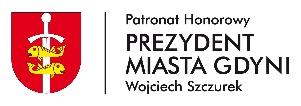 Patronat Honorowy
PREZYDENT
MIASTA GDYNI
Wojciech Szczurek